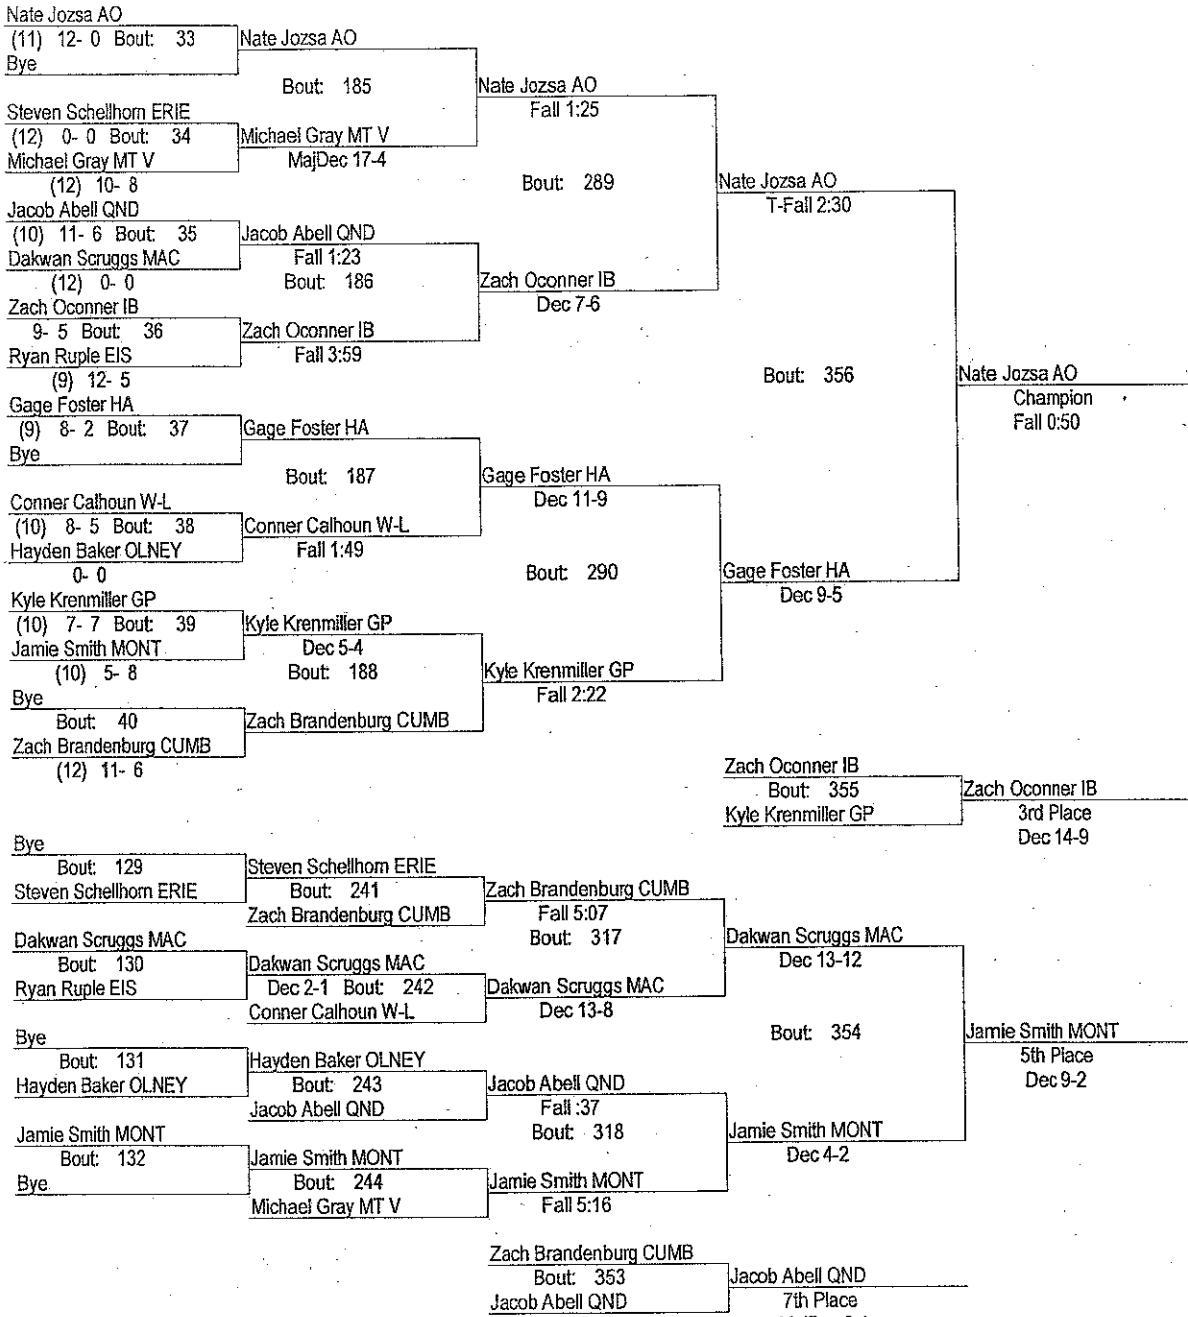 Nate Jozsa AO
(11) 12- 0 Bout: 33
Bye
Nate Jozsa AO
Bout: 185
Steven Schellhorn ERIE
(12) 0- 0 Bout: 34
Michael Gray MT V
(12) 10- 8
Michael Gray MT V
MajDec 17-4
Nate Jozsa AO
Fall 1:25
Bout: 289
Jacob Abell QND
(10) 11- 6 Bout: 35
Dakwan Scruggs MAC
(12) 0- 0
Jacob Abell QND
Fall 1:23
Bout: 186
Zach Oconner IB
9- 5 Bout: 36
Ryan Ruple EIS
(9) 12- 5
Zach Oconner IB
Fall 3:59
Zach Oconner IB
Dec 7-6
Nate Jozsa AO
T-Fall 2:30
Bout: 356
Nate Jozsa AO
Champion
Fall 0:50
Gage Foster HA
(9) 8- 2 Bout: 37
Bye
Gage Foster HA
Bout: 187
Conner Calhoun W-L
(10) 8- 5 Bout: 38
Hayden Baker OLNEY
0- 0
Conner Calhoun W-L
Fall 1:49
Gage Foster HA
Dec 11-9
Bout: 290
Kyle Krenmiller GP
(10) 7- 7 Bout: 39
Jamie Smith MONT
(10) 5- 8
Kyle Krenmiller GP
Dec 5-4
Bout: 188
Bye
Bout: 40
Zach Brandenburg CUMB
(12) 11- 6
Zach Brandenburg CUMB
Kyle Krenmiller GP
Fall 2:22
Gage Foster HA
Dec 9-5
Zach Oconner IB
Bout: 355
Kyle Krenmiller GP
Zach Oconner IB
3rd Place
Dec 14-9
Bye
Bout: 129
Steven Schellhorn ERIE
Steven Schellhorn ERIE
Bout: 241
Zach Brandenburg CUMB
Zach Brandenburg CUMB
Fall 5:07
Bout: 317
Dakwan Scruggs MAC
Bout: 130
Ryan Ruple EIS
Dakwan Scruggs MAC
Dec 2-1 Bout: 242
Conner Calhoun W-L
Dakwan Scruggs MAC
Dec 13-8
Dakwan Scruggs MAC
Dec 13-12
Bout: 354
Jamie Smith MONT
5th Place
Dec 9-2
Bye
Bout: 131
Hayden Baker OLNEY
Hayden Baker OLNEY
Bout: 243
Jacob Abell QND
Jacob Abell QND
Fall :37
Bout: 318
Jamie Smith MONT
Bout: 132
Bye
Jamie Smith MONT
Bout: 244
Michael Gray MT V
Jamie Smith MONT
Fall 5:16
Jamie Smith MONT
Dec 4-2
Zach Brandenburg CUMB
Bout: 353
Jacob Abell QND
Jacob Abell QND
7th Place